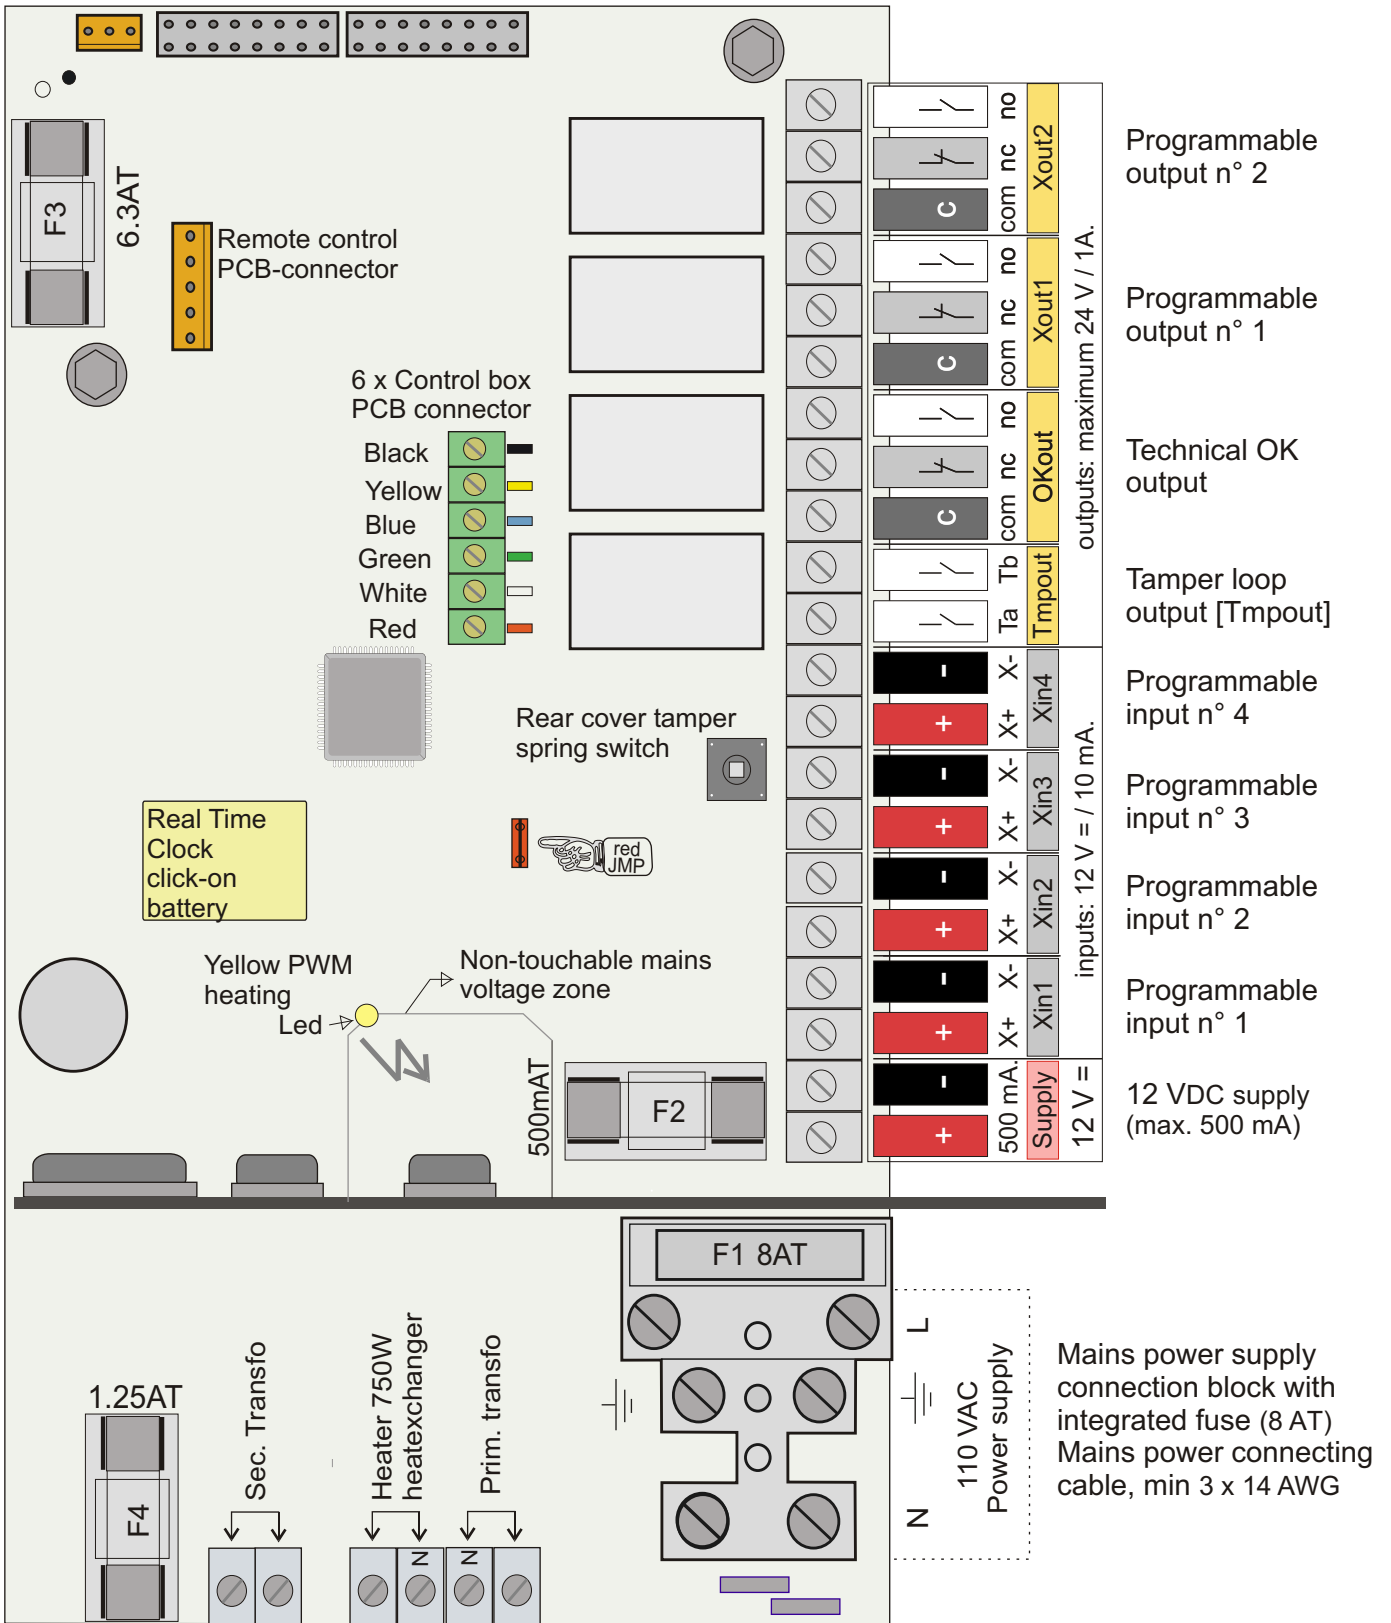 F3
6.3AT
Remote control
PCB-connector
6 x Control box
PCB connector
Black
Yellow
Blue
Green
White
Red
Rear cover tamper
spring switch
red
JMP
Real Time
Clock
click-on
battery
Yellow PWM
heating
Led
Non-touchable mains
voltage zone
500mAT
F2
no
nc
C com
Xout2
Programmable
output n° 2
no
nc
C com
Xout1
Programmable
output n° 1
no
nc
C com
OKout
Technical OK
output
Tb
Ta
Tmpout
Tamper loop
output [Tmpout]
outputs: maximum 24 V / 1A.
- X-
+ X+
Xin4
Programmable
input n° 4
- X-
+ X+
Xin3
Programmable
input n° 3
- X-
+ X+
Xin2
Programmable
input n° 2
- X-
+ X+
Xin1
Programmable
input n° 1
inputs: 12 V = / 10 mA.
-
+
500 mA.
Supply
12 V =
12 VDC supply
(max. 500 mA)
F1 8AT
L
N
110 VAC
Power supply
Mains power supply
connection block with
integrated fuse (8 AT)
Mains power connecting
cable, min 3 x 14 AWG
1.25AT
F4
Sec. Transfo
Heater 750W
heatexchanger
Prim. transfo
N
N